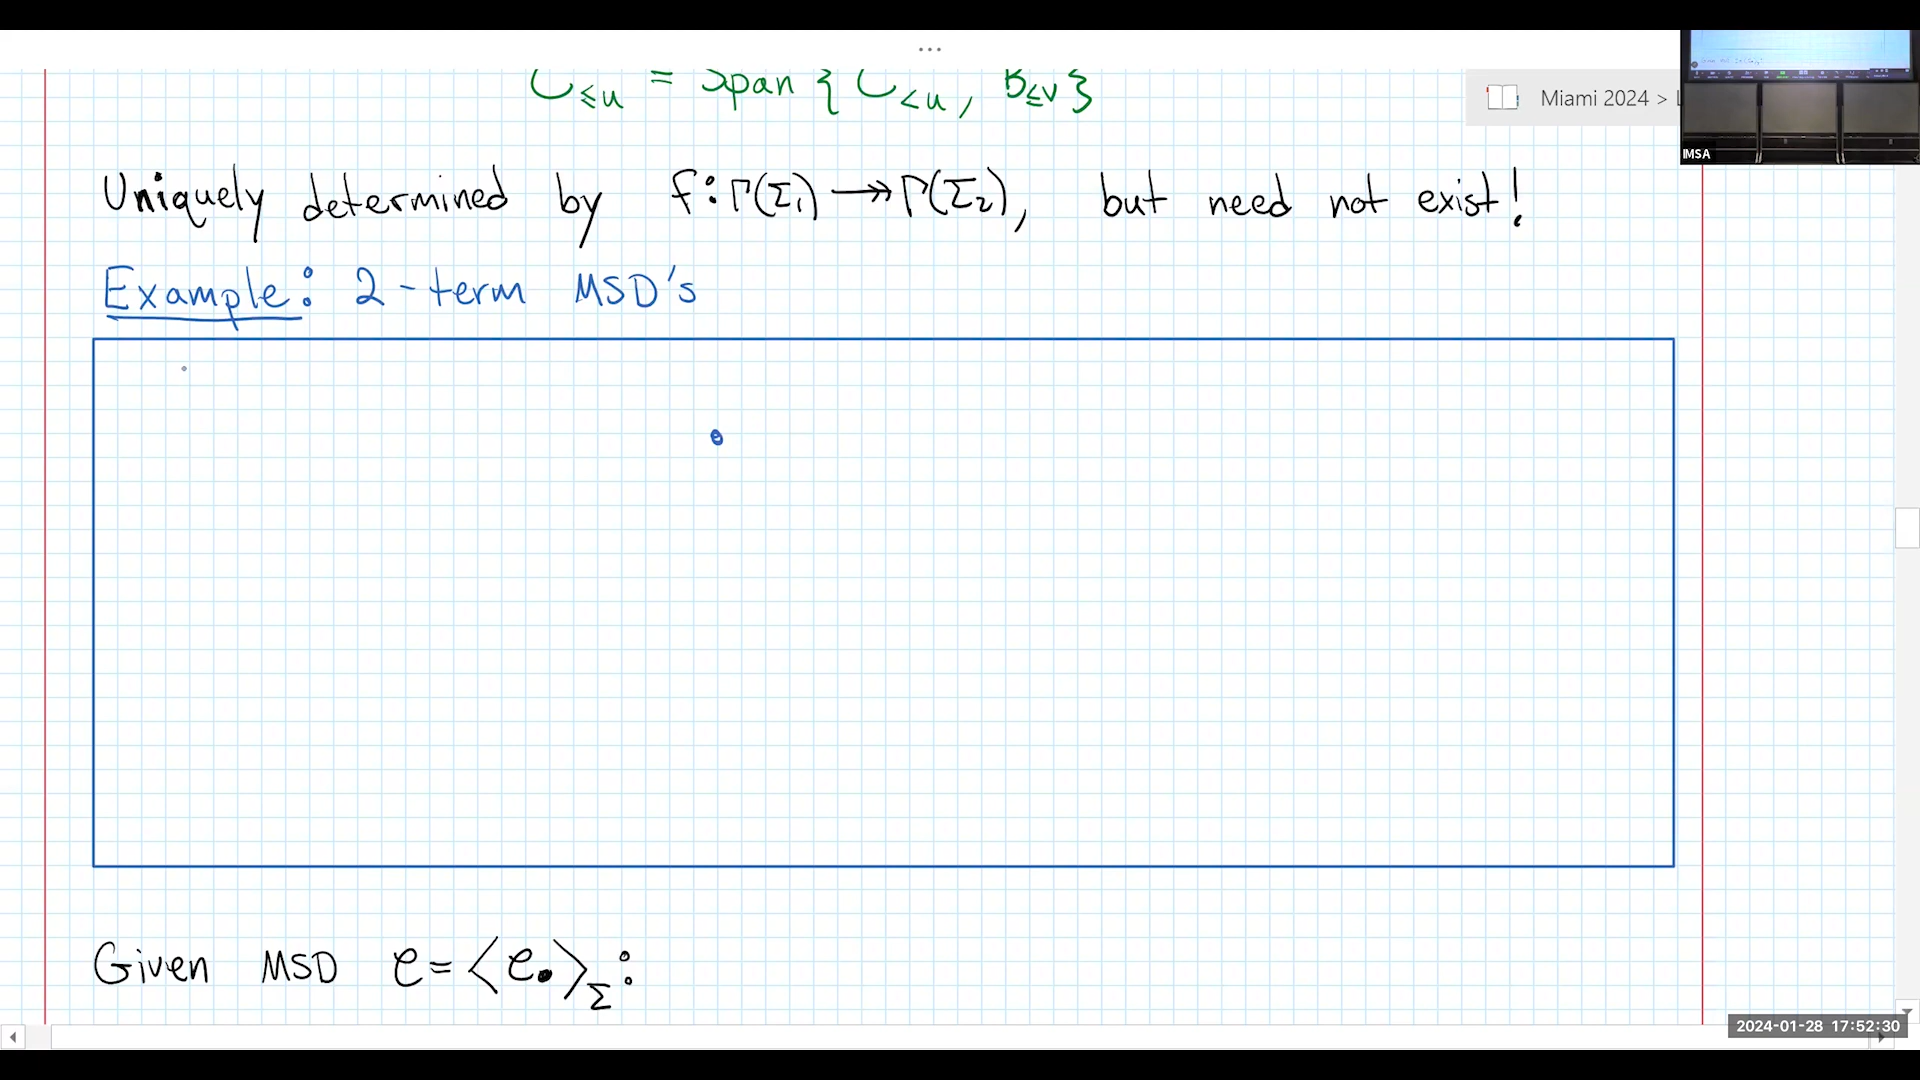 C≤u = Span { C<u, B≤v }
Miami 2024 >
IMSA
Uniquely determined by f: Γ(Σ₁) ↠ Γ(Σ₂), but need not exist!
Example: 2-term MSD's
Given MSD C = ⟨C•⟩Σ :
2024-01-28 17:52:30